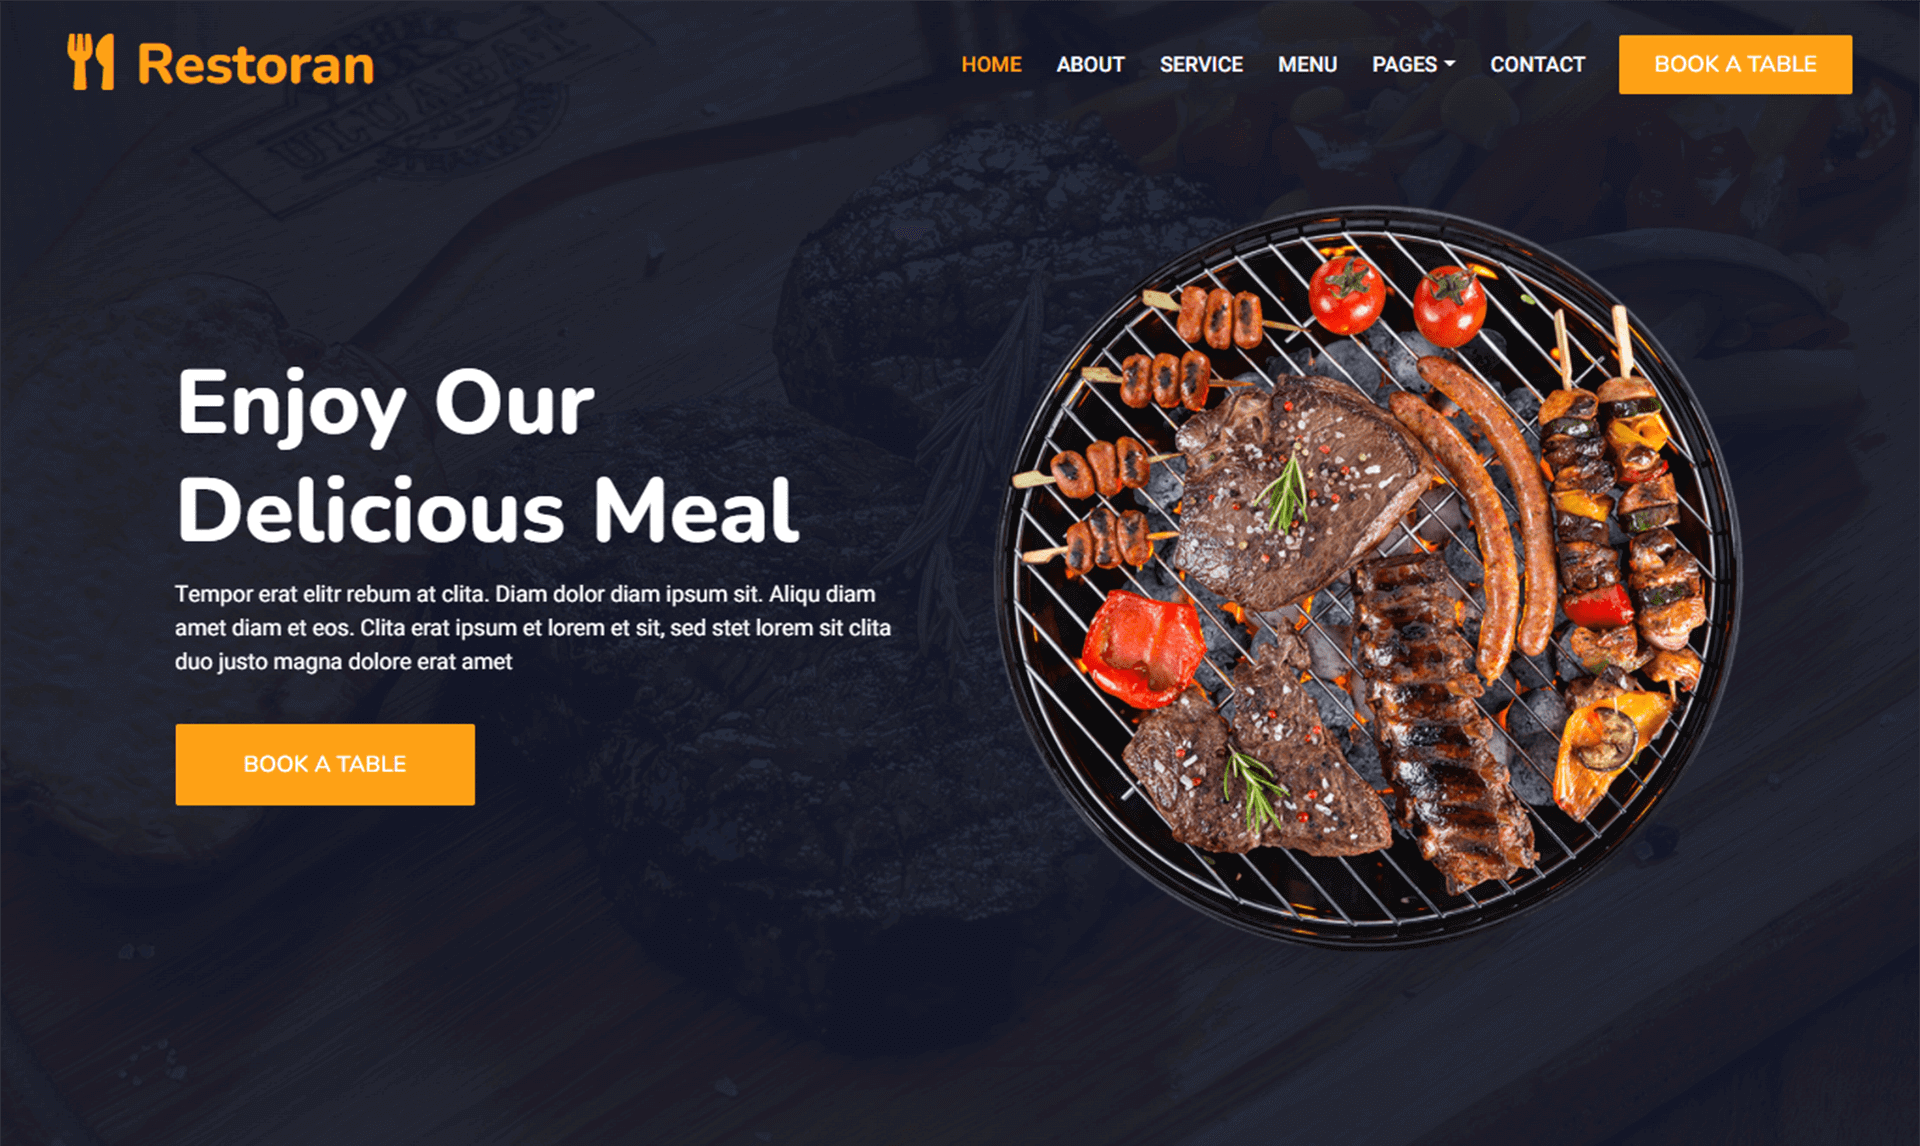 Restoran
HOME ABOUT SERVICE MENU PAGES CONTACT BOOK A TABLE
Enjoy Our
Delicious Meal
Tempor erat elitr rebum at clita. Diam dolor diam ipsum sit. Aliqu diam
amet diam et eos. Clita erat ipsum et lorem et sit, sed stet lorem sit clita
duo justo magna dolore erat amet
BOOK A TABLE